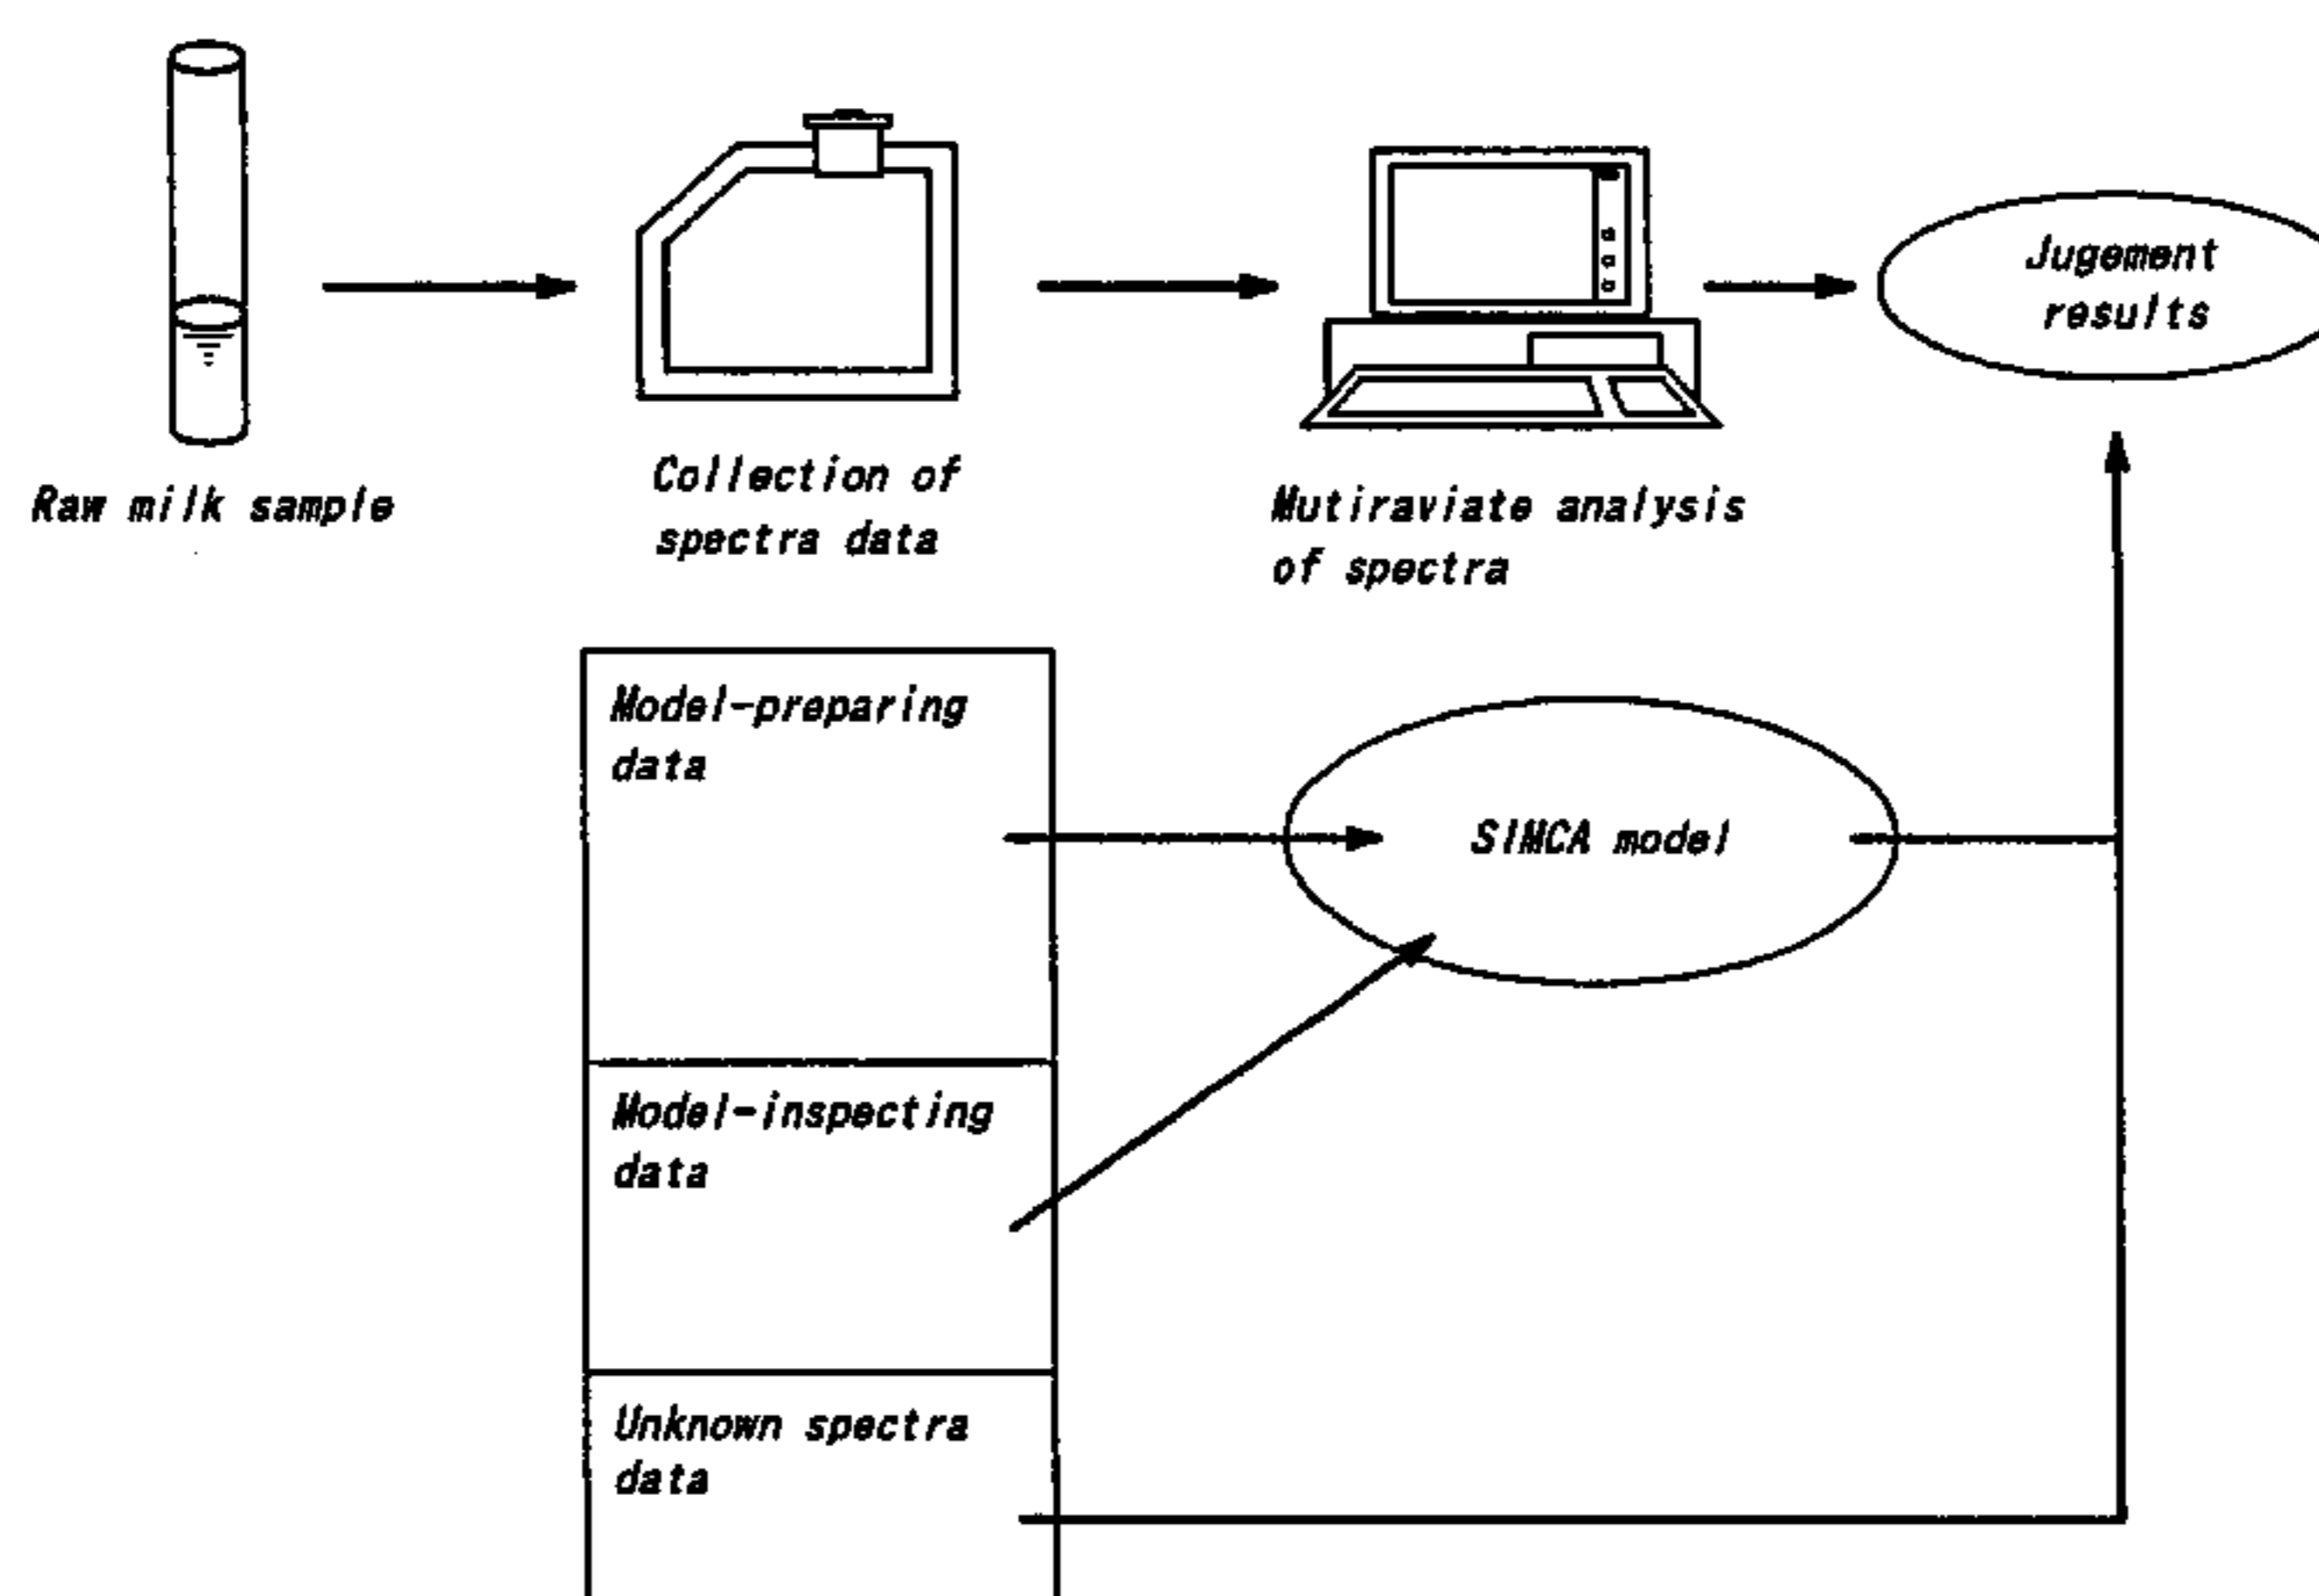 Jugement
results
Raw milk sample
Collection of
spectra data
Mutiraviate analysis
of spectra
Model-preparing
data
SIMCA model
Model-inspecting
data
Unknown spectra
data